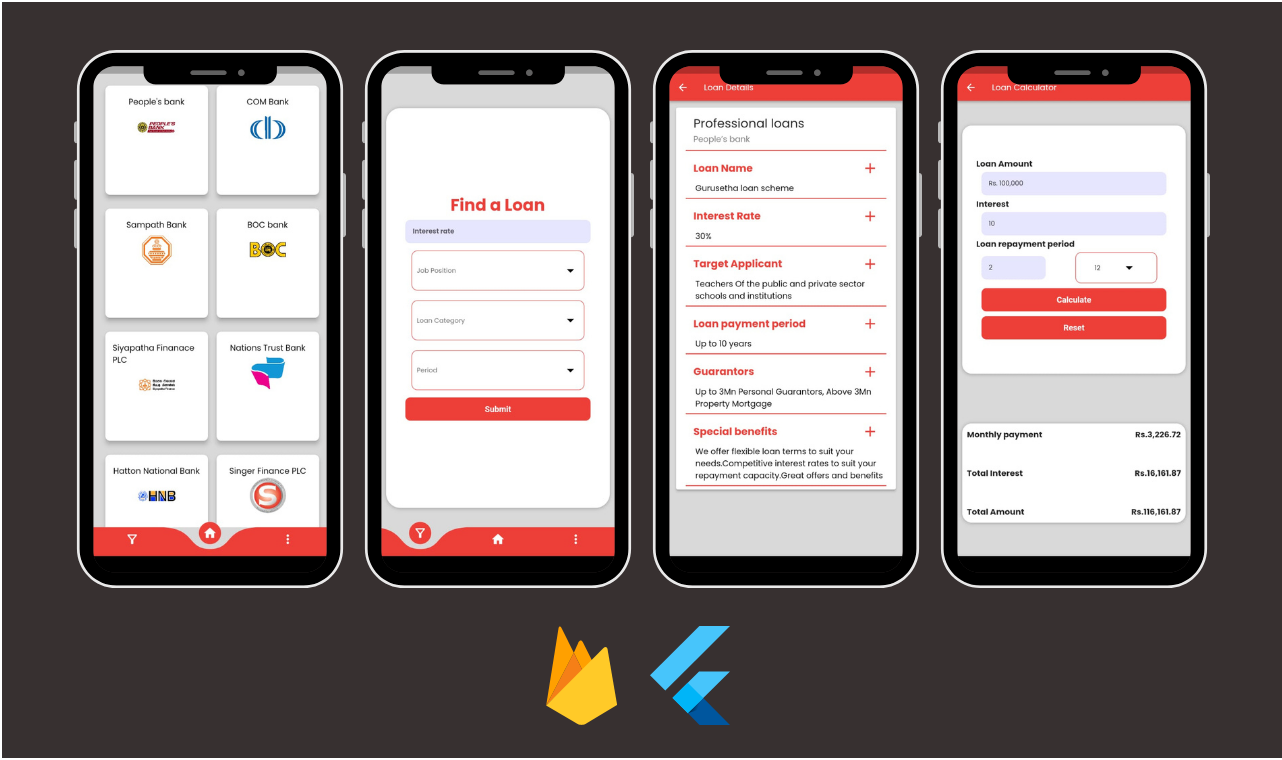 People's bank
PEOPLE'S
BANK
COM Bank
Sampath Bank
BOC bank
BOC
Siyapatha Finanace
PLC
Nations Trust Bank
Hatton National Bank
HNB
Singer Finance PLC
S
Find a Loan
Interest rate
Job Position
Loan Category
Period
Submit
Loan Details
Professional loans
People's bank
Loan Name
Gurusetha loan scheme
Interest Rate
30%
Target Applicant
Teachers Of the public and private sector
schools and institutions
Loan payment period
Up to 10 years
Guarantors
Up to 3Mn Personal Guarantors, Above 3Mn
Property Mortgage
Special benefits
We offer flexible loan terms to suit your
needs.Competitive interest rates to suit your
repayment capacity.Great offers and benefits
Loan Calculator
Loan Amount
Rs. 100,000
Interest
10
Loan repayment period
2 12
Calculate
Reset
Monthly payment Rs.3,226.72
Total Interest Rs.16,161.87
Total Amount Rs.116,161.87